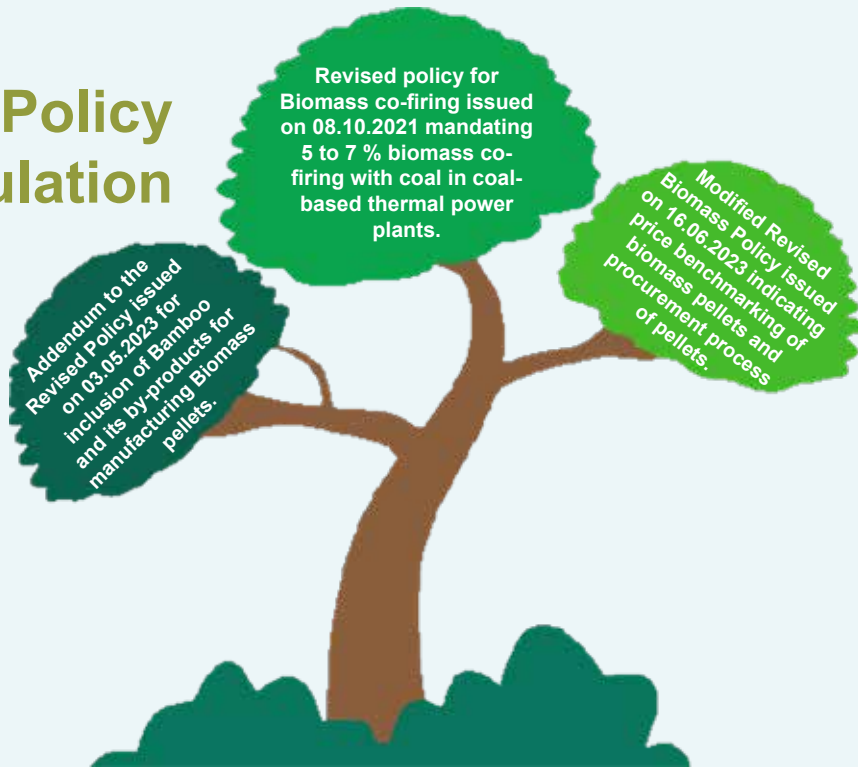 Policy
ulation
Revised policy for
Biomass co-firing issued
on 08.10.2021 mandating
5 to 7 % biomass co-
firing with coal in coal-
based thermal power
plants.
Addendum to the
Revised Policy issued
on 03.05.2023 for
inclusion of Bamboo
and its by-products for
manufacturing Biomass
pellets.
Modified Revised
Biomass Policy issued
on 16.06.2023 indicating
price benchmarking of
biomass pellets and
procurement process
of pellets.